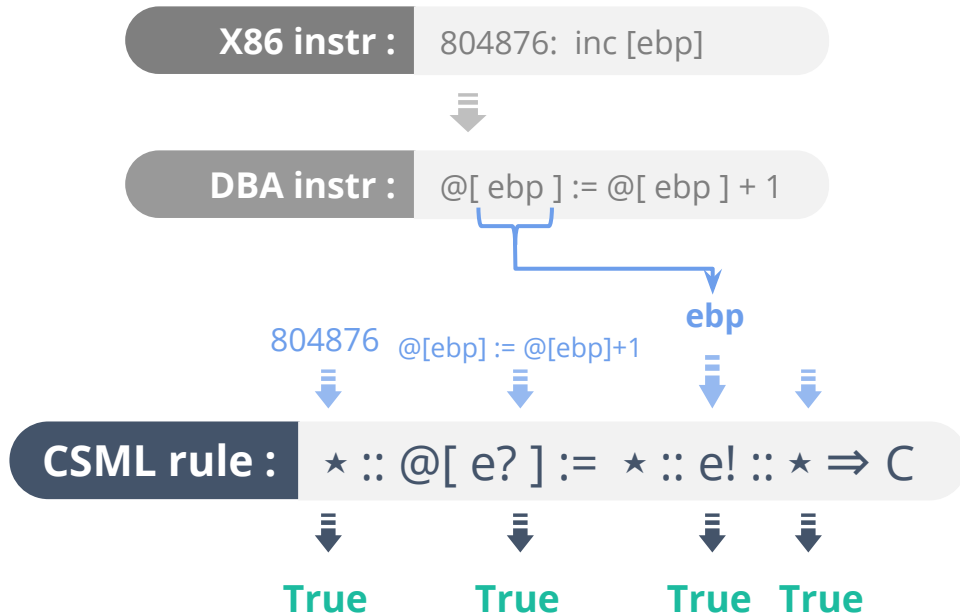 X86 instr : 804876: inc [ebp]
DBA instr : @[ ebp ] := @[ ebp ] + 1
ebp
804876 @[ebp] := @[ebp]+1
CSML rule : ⋆ :: @[ e? ] := ⋆ :: e! :: ⋆ ⇒ C
True True True True